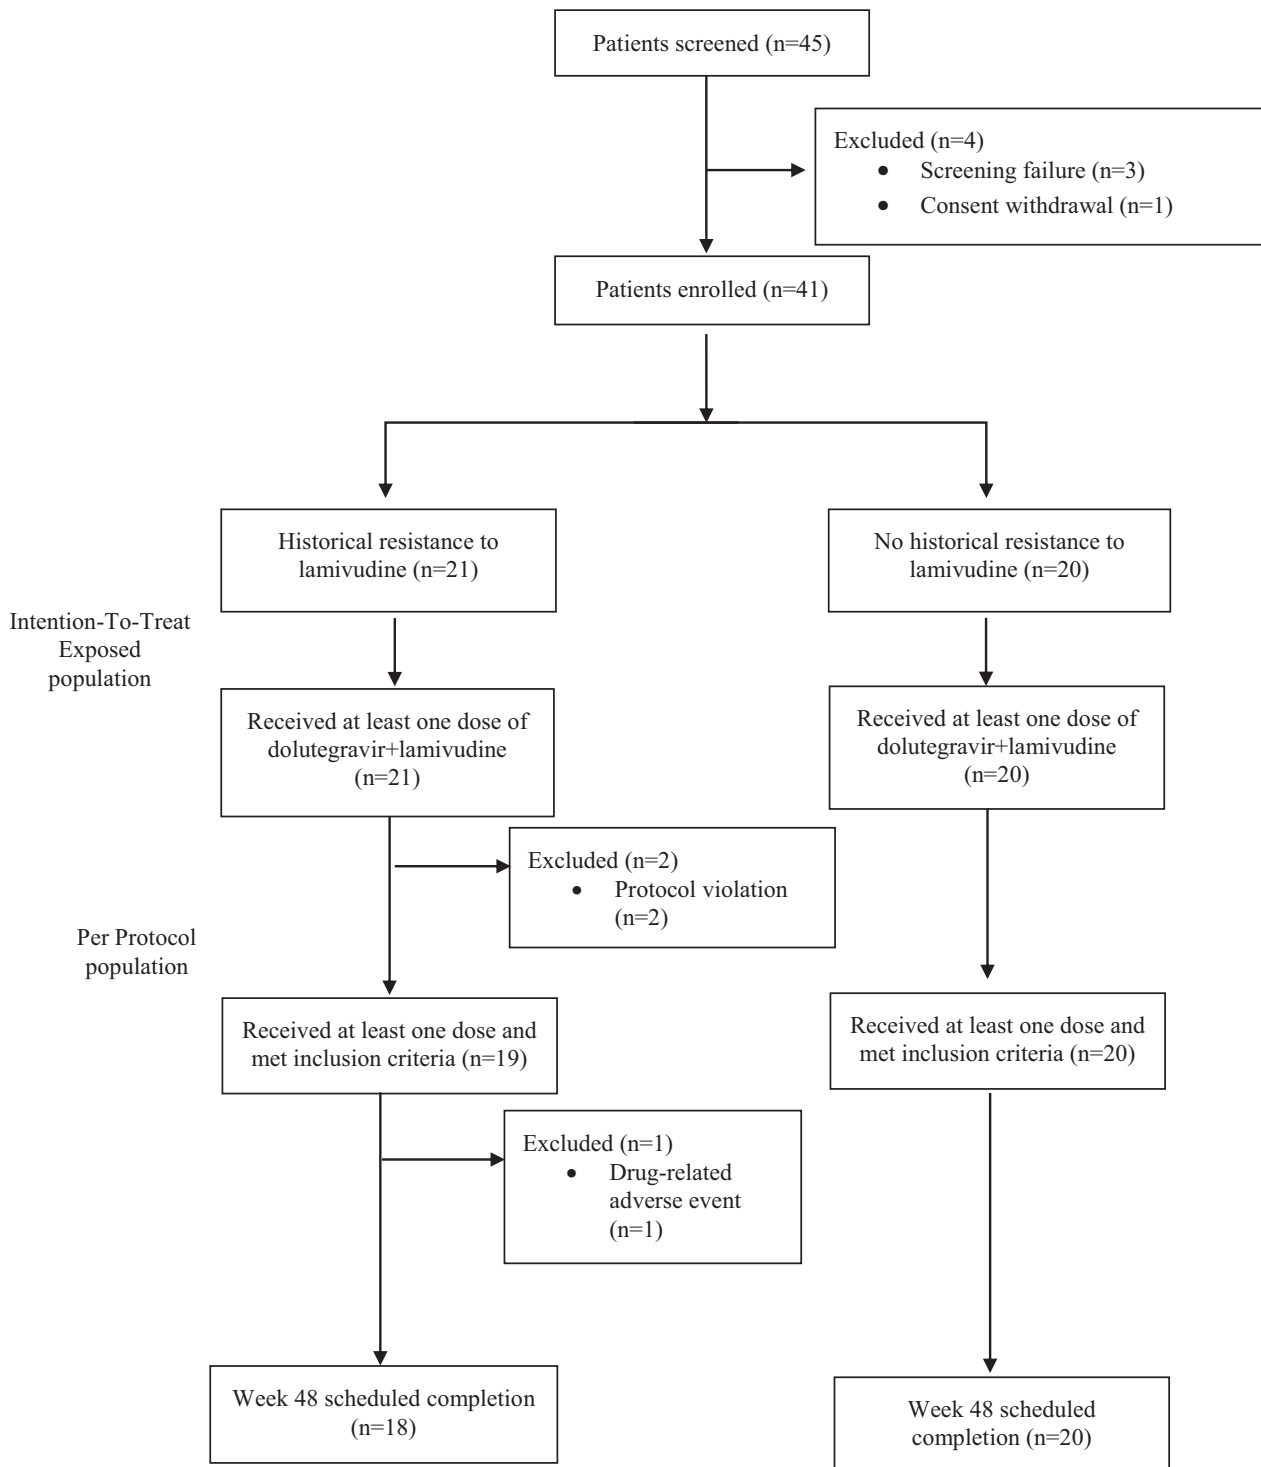 Patients screened (n=45)
Excluded (n=4)
• Screening failure (n=3)
• Consent withdrawal (n=1)
Patients enrolled (n=41)
Historical resistance to
lamivudine (n=21)
No historical resistance to
lamivudine (n=20)
Intention-To-Treat
Exposed
population
Received at least one dose of
dolutegravir+lamivudine
(n=21)
Received at least one dose of
dolutegravir+lamivudine
(n=20)
Excluded (n=2)
• Protocol violation
(n=2)
Per Protocol
population
Received at least one dose and
met inclusion criteria (n=19)
Received at least one dose and
met inclusion criteria (n=20)
Excluded (n=1)
• Drug-related
adverse event
(n=1)
Week 48 scheduled completion
(n=18)
Week 48 scheduled
completion (n=20)